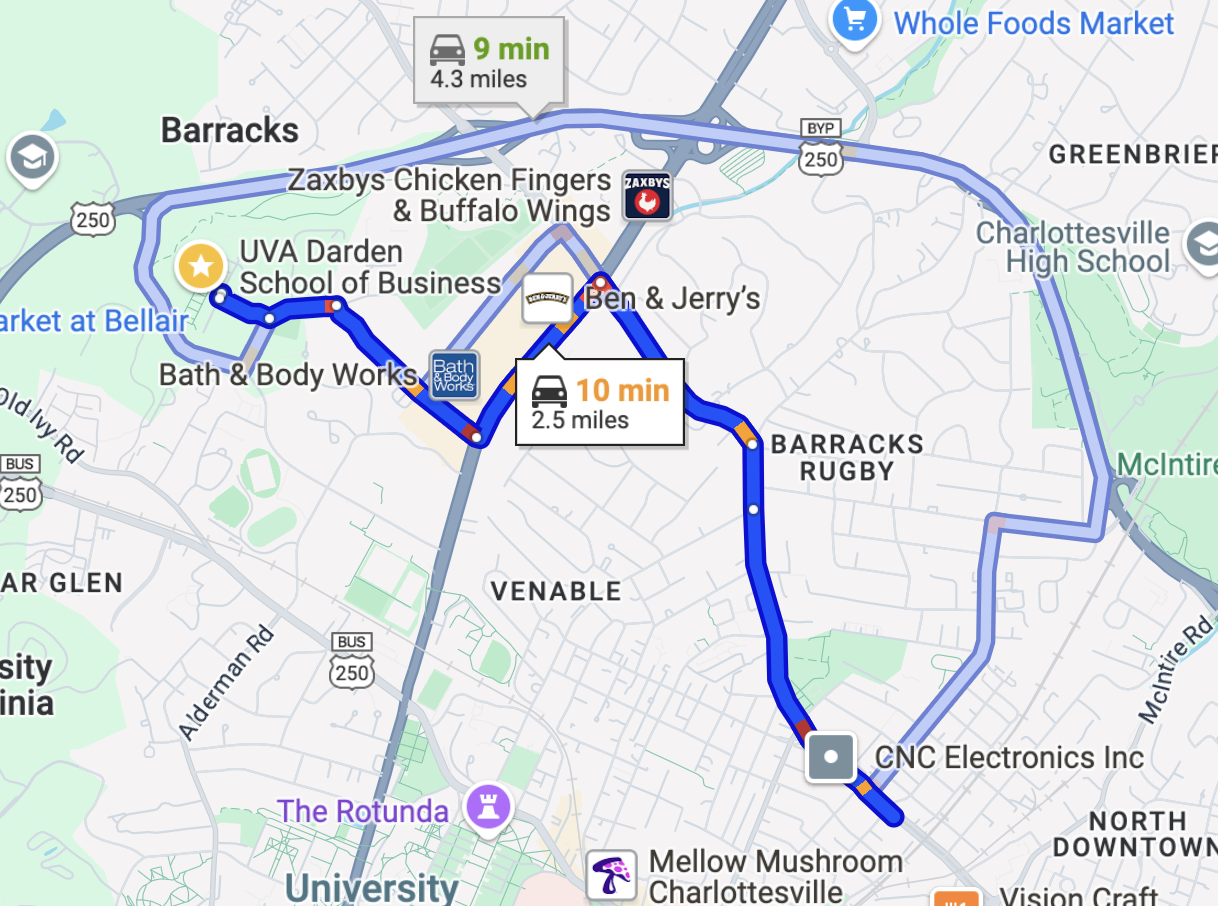 Whole Foods Market
9 min
4.3 miles
Barracks
BYP
250
GREENBRIER
Zaxbys Chicken Fingers
& Buffalo Wings
ZAXBYS
250
Charlottesville
High School
UVA Darden
School of Business
BEN & JERRY'S
Ben & Jerry’s
arket at Bellair
Bath & Body Works
Bath
& Body
Works
10 min
2.5 miles
Old Ivy Rd
BARRACKS
RUGBY
McIntire
BUS
250
AR GLEN
VENABLE
BUS
250
Alderman Rd
McIntire Rd
sity
inia
CNC Electronics Inc
The Rotunda
NORTH
DOWNTOWN
Mellow Mushroom
Charlottesville
University
Vision Craft